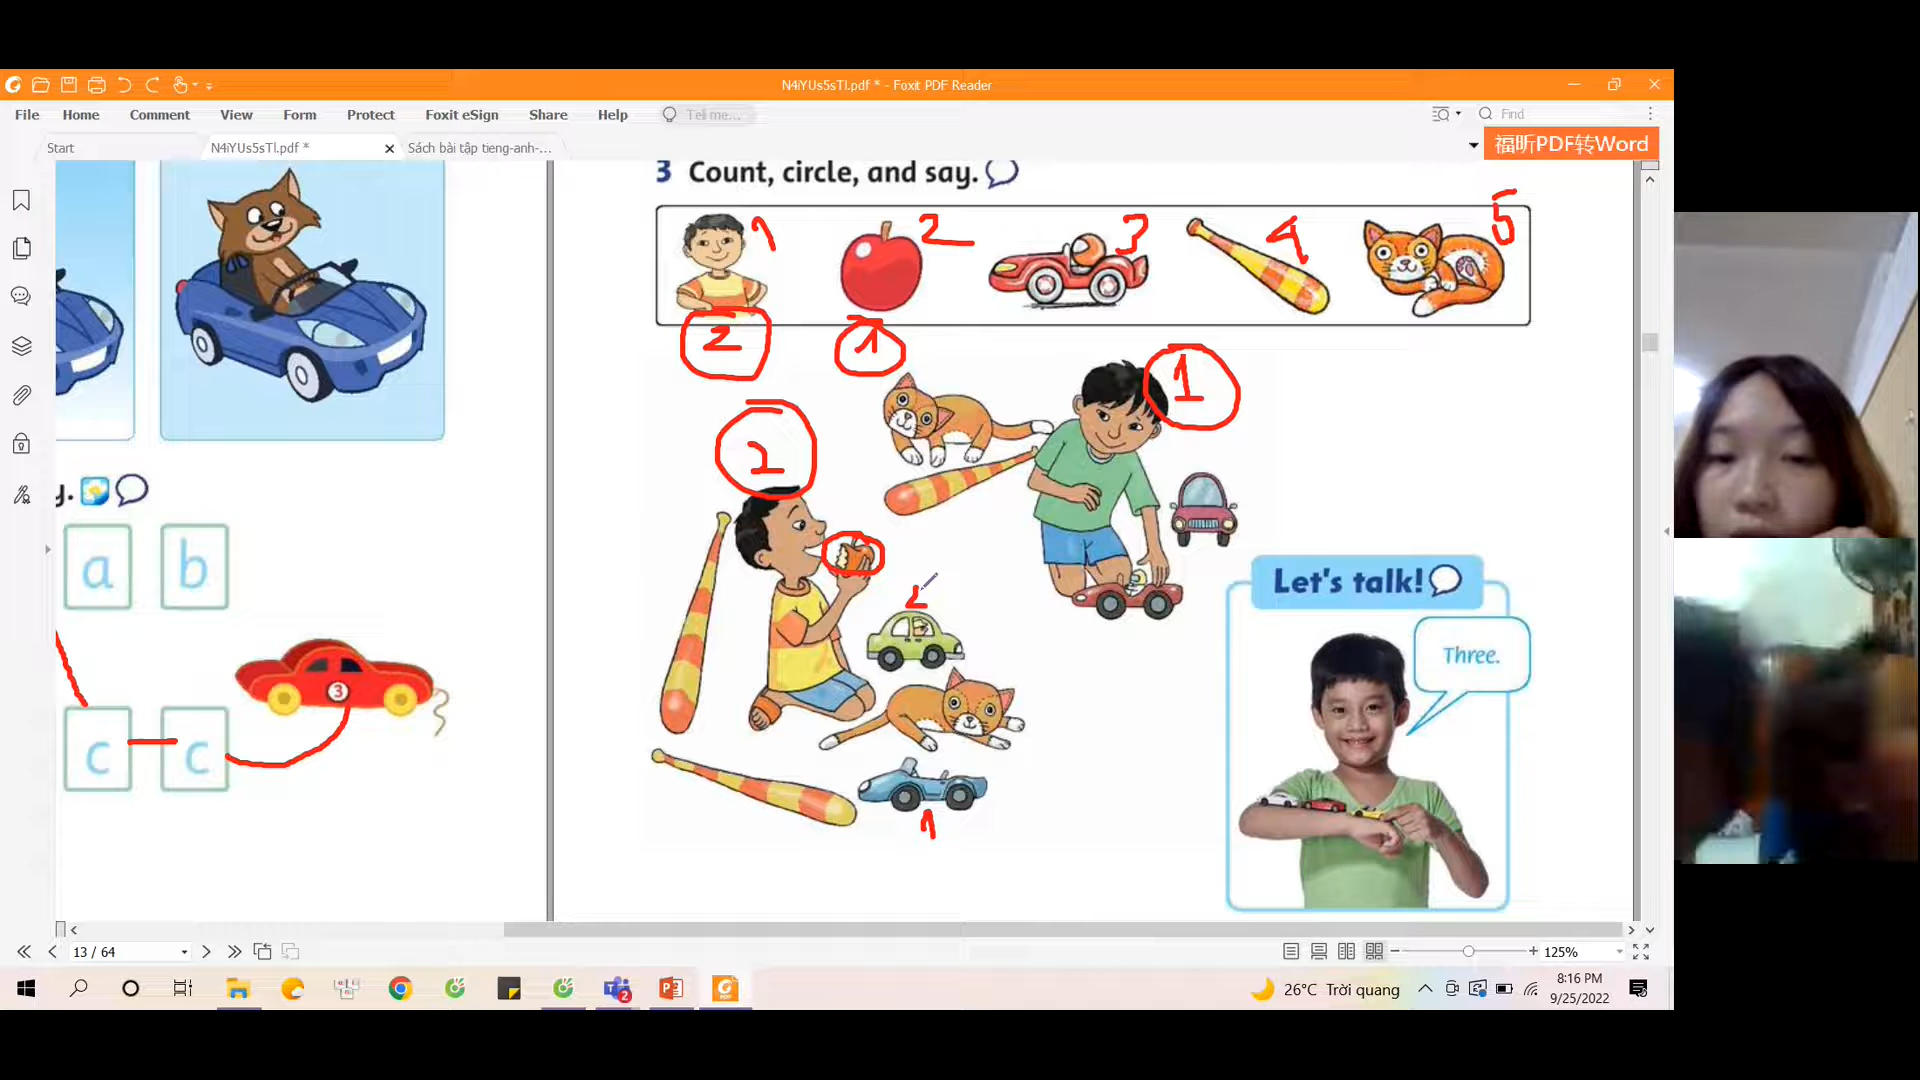 N4iYUs5sTl.pdf * - Foxit PDF Reader
File Home Comment View Form Protect Foxit eSign Share Help Tell me... Find
Start N4iYUs5sTl.pdf * Sách bài tập tieng-anh-...
福昕PDF转Word
3 Count, circle, and say.
1 2 3 4 5
2 1
1
2
y.
a b
2
Let's talk!
Three.
3
c c
1
13 / 64
125%
26°C Trời quang
8:16 PM
9/25/2022
2